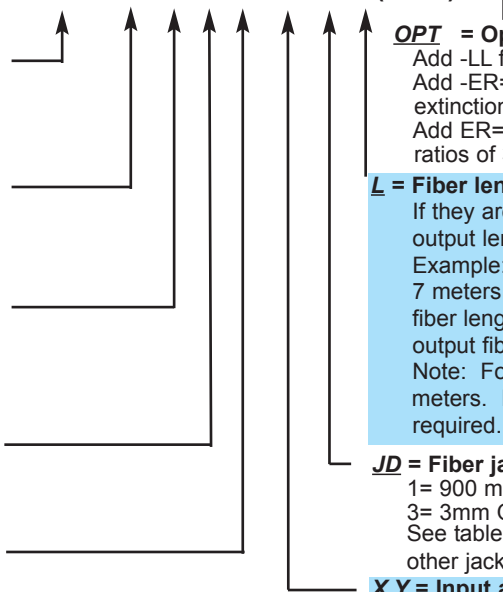 OPT = Op
Add -LL f
Add -ER=
extinction
Add ER=
ratios of
L = Fiber len
If they are
output len
Example:
7 meters
fiber leng
output fib
Note: Fo
meters.
required.
JD = Fiber ja
1= 900 m
3= 3mm
See table
other jack
X,Y = Input a